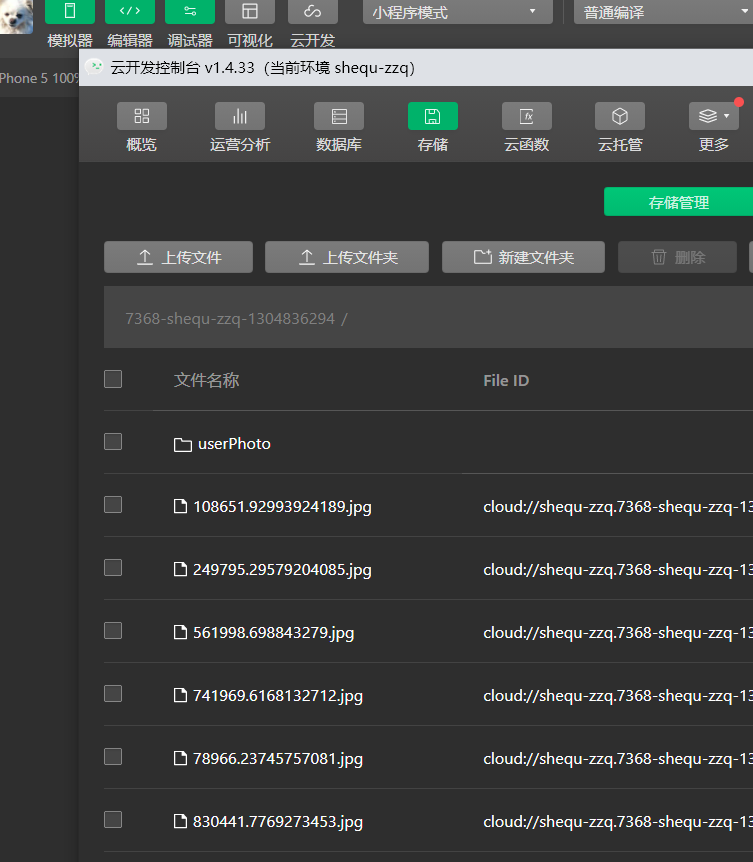 小程序模式
普通编译
模拟器 编辑器 调试器 可视化 云开发
Phone 5 100%
云开发控制台 v1.4.33（当前环境 shequ-zzq）
概览 运营分析 数据库 存储 云函数 云托管 更多
存储管理
上传文件 上传文件夹 新建文件夹 删除
7368-shequ-zzq-1304836294 /
文件名称 File ID
userPhoto
108651.92993924189.jpg cloud://shequ-zzq.7368-shequ-zzq-13
249795.29579204085.jpg cloud://shequ-zzq.7368-shequ-zzq-13
561998.698843279.jpg cloud://shequ-zzq.7368-shequ-zzq-13
741969.6168132712.jpg cloud://shequ-zzq.7368-shequ-zzq-13
78966.23745757081.jpg cloud://shequ-zzq.7368-shequ-zzq-13
830441.7769273453.jpg cloud://shequ-zzq.7368-shequ-zzq-13